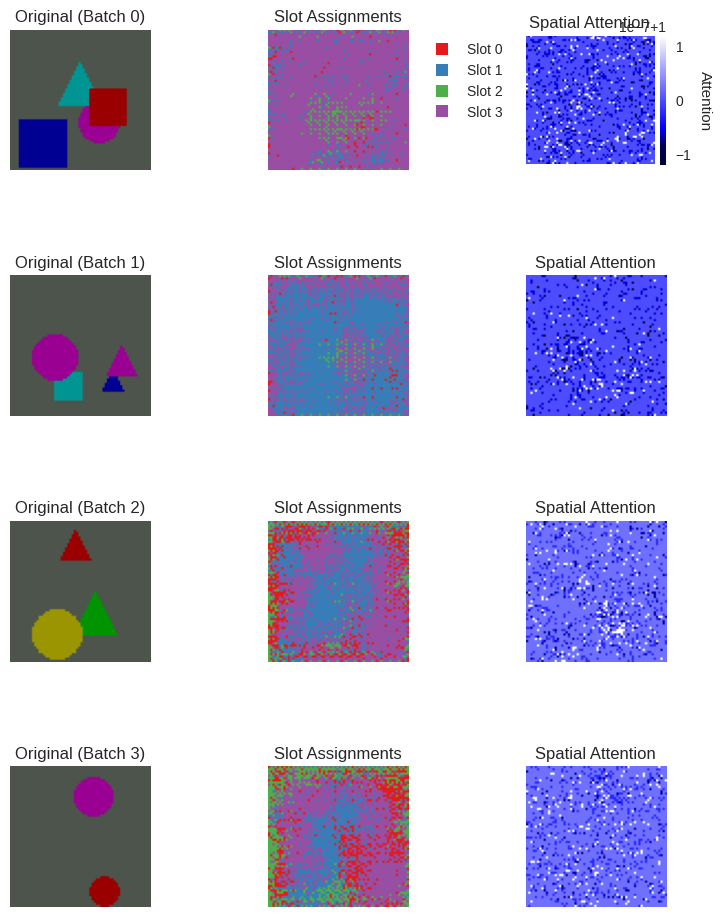 Original (Batch 0)
Slot Assignments
Slot 0
Slot 1
Slot 2
Slot 3
Spatial Attention
1e−7+1
1
0
−1
Attention
Original (Batch 1)
Slot Assignments
Spatial Attention
Original (Batch 2)
Slot Assignments
Spatial Attention
Original (Batch 3)
Slot Assignments
Spatial Attention